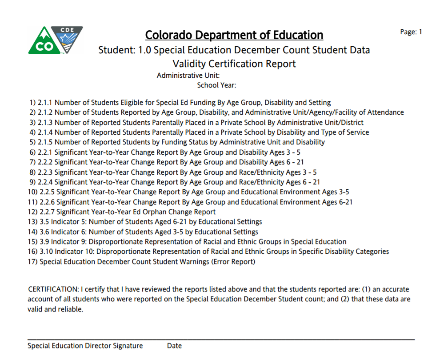 CDE
CO
Colorado Department of Education
Page: 1
Student: 1.0 Special Education December Count Student Data
Validity Certification Report
Administrative Unit:
School Year:
1) 2.1.1 Number of Students Eligible for Special Ed Funding By Age Group, Disability and Setting
2) 2.1.2 Number of Students Reported by Age Group, Disability, and Administrative Unit/Agency/Facility of Attendance
3) 2.1.3 Number of Reported Students Parentally Placed in a Private School By Administrative Unit/District
4) 2.1.4 Number of Reported Students Parentally Placed in a Private School by Disability and Type of Service
5) 2.1.5 Number of Reported Students by Funding Status by Administrative Unit and Disability
6) 2.2.1 Significant Year-to-Year Change Report By Age Group and Disability Ages 3 - 5
7) 2.2.2 Significant Year-to-Year Change Report By Age Group and Disability Ages 6 - 21
8) 2.2.3 Significant Year-to-Year Change Report By Age Group and Race/Ethnicity Ages 3 - 5
9) 2.2.4 Significant Year-to-Year Change Report By Age Group and Race/Ethnicity Ages 6 - 21
10) 2.2.5 Significant Year-to-Year Change Report By Age Group and Educational Environment Ages 3-5
11) 2.2.6 Significant Year-to-Year Change Report By Age Group and Educational Environment Ages 6-21
12) 2.2.7 Significant Year-to-Year Ed Orphan Change Report
13) 3.5 Indicator 5: Number of Students Aged 6-21 by Educational Settings
14) 3.6 Indicator 6: Number of Students Aged 3-5 by Educational Settings
15) 3.9 Indicator 9: Disproportionate Representation of Racial and Ethnic Groups in Special Education
16) 3.10 Indicator 10: Disproportionate Representation of Racial and Ethnic Groups in Specific Disability Categories
17) Special Education December Count Student Warnings (Error Report)
CERTIFICATION: I certify that I have reviewed the reports listed above and that the students reported are: (1) an accurate
account of all students who were reported on the Special Education December Student count; and (2) that these data are
valid and reliable.
Special Education Director Signature Date